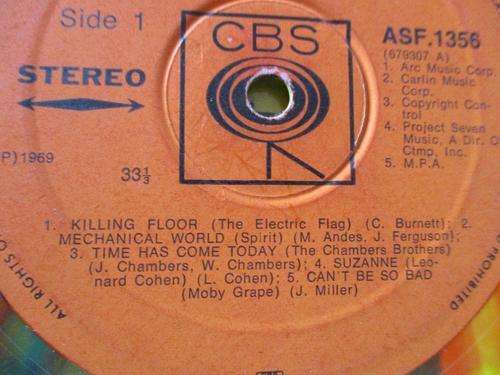 Side 1
CBS
ASF.1356
(679307 A)
STEREO
1. Arc Music Corp.
2. Carlin Music
Corp.
3. Copyright Con-
trol
4. Project Seven
Music, A Dir. O
Ctmp, Inc.
5. M.P.A.
P)1969
33⅓
1. KILLING FLOOR (The Electric Flag) (C. Burnett); 2.
MECHANICAL WORLD (Spirit) (M. Andes, J. Ferguson);
3. TIME HAS COME TODAY (The Chambers Brothers)
(J. Chambers, W. Chambers); 4. SUZANNE (Leo-
nard Cohen) (L. Cohen); 5. CAN'T BE SO BAD
(Moby Grape) (J. Miller)
ALL RIGHTS O
PROHIBITED